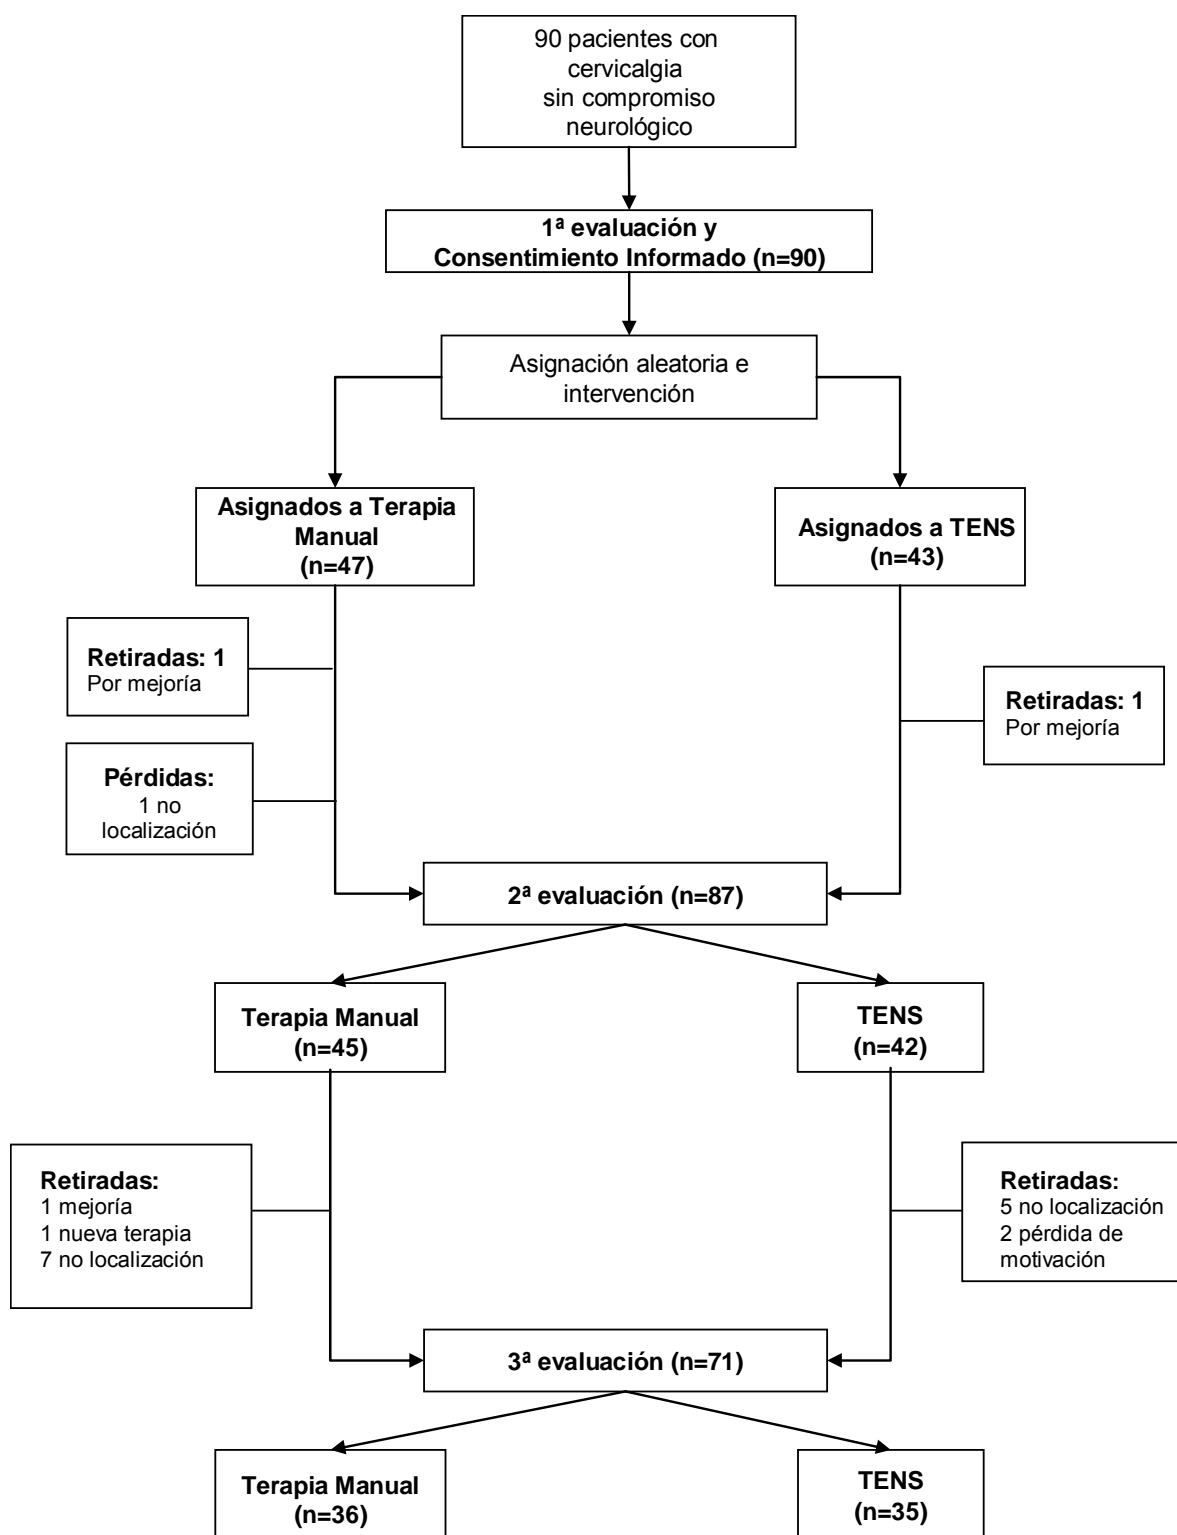 90 pacientes con
cervicalgia
sin compromiso
neurológico
1ª evaluación y
Consentimiento Informado (n=90)
Asignación aleatoria e
intervención
Asignados a Terapia
Manual
(n=47)
Asignados a TENS
(n=43)
Retiradas: 1
Por mejoría
Retiradas: 1
Por mejoría
Pérdidas:
1 no
localización
2ª evaluación (n=87)
Terapia Manual
(n=45)
TENS
(n=42)
Retiradas:
1 mejoría
1 nueva terapia
7 no localización
Retiradas:
5 no localización
2 pérdida de
motivación
3ª evaluación (n=71)
Terapia Manual
(n=36)
TENS
(n=35)